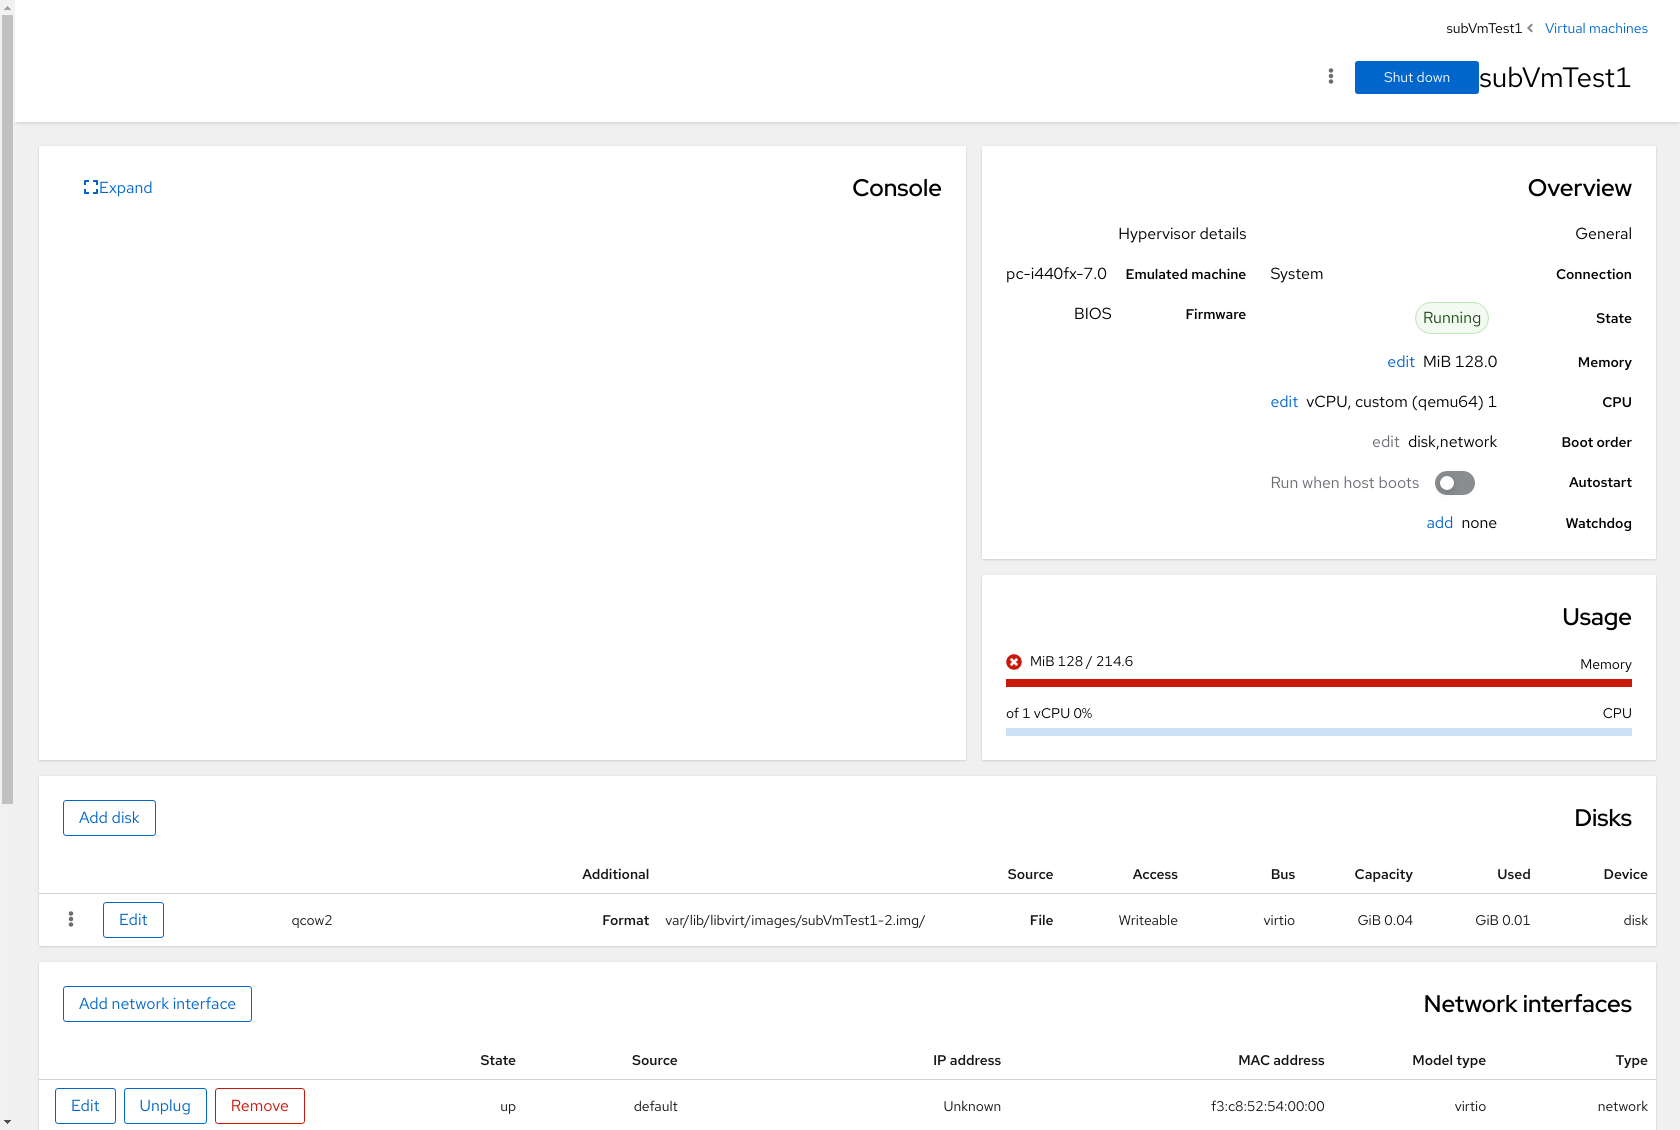 Virtual machines
subVmTest1
subVmTest1
Shut down
Overview
General
Connection System
State Running
Memory MiB 128.0 edit
CPU vCPU, custom (qemu64) 1 edit
Boot order disk,network edit
Autostart Run when host boots
Watchdog none add
Hypervisor details
Emulated machine pc-i440fx-7.0
Firmware BIOS
Console
Expand
Usage
Memory MiB 128 / 214.6
CPU of 1 vCPU 0%
Disks
Add disk
Device Used Capacity Bus Access Source Additional
disk GiB 0.01 GiB 0.04 virtio Writeable File var/lib/libvirt/images/subVmTest1-2.img/ Format qcow2 Edit
Network interfaces
Add network interface
Type Model type MAC address IP address Source State
network virtio f3:c8:52:54:00:00 Unknown default up Remove Unplug Edit